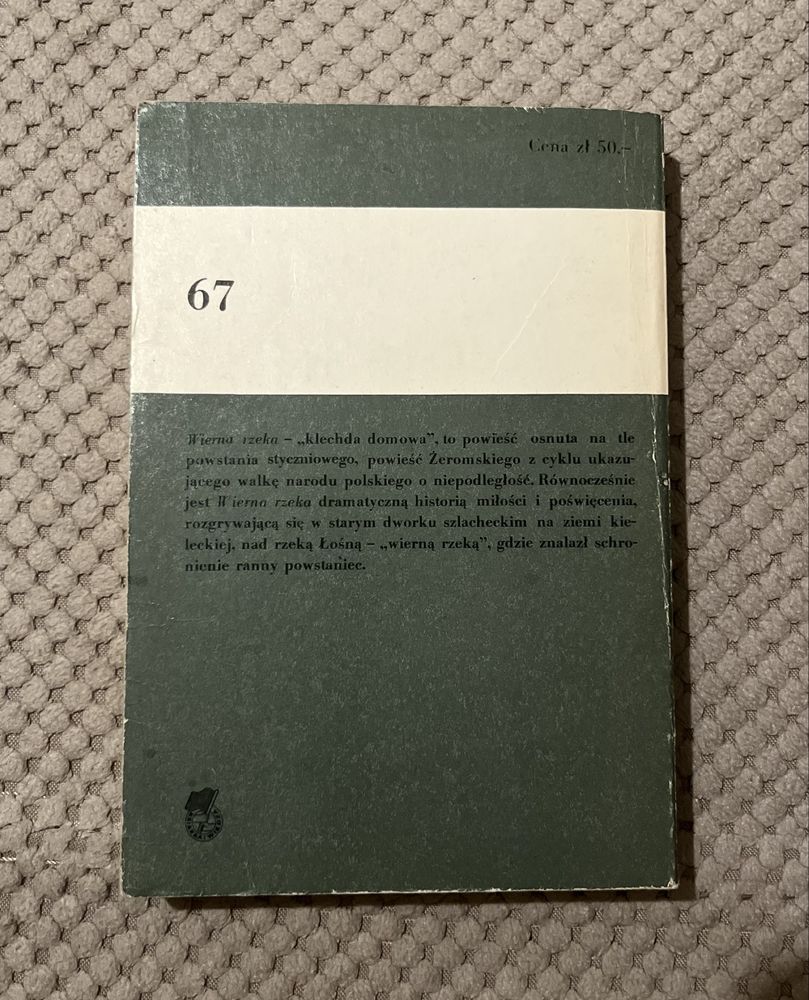 Cena zł 50,–
67
Wierna rzeka – „klechda domowa”, to powieść osnuta na tle
powstania styczniowego, powieść Żeromskiego z cyklu ukazu-
jącego walkę narodu polskiego o niepodległość. Równocześnie
jest Wierna rzeka dramatyczną historią miłości i poświęcenia,
rozgrywającą się w starym dworku szlacheckim na ziemi kie-
leckiej, nad rzeką Łośną – „wierną rzeką”, gdzie znalazł schro-
nienie ranny powstaniec.
KSIĄŻKA I WIEDZA